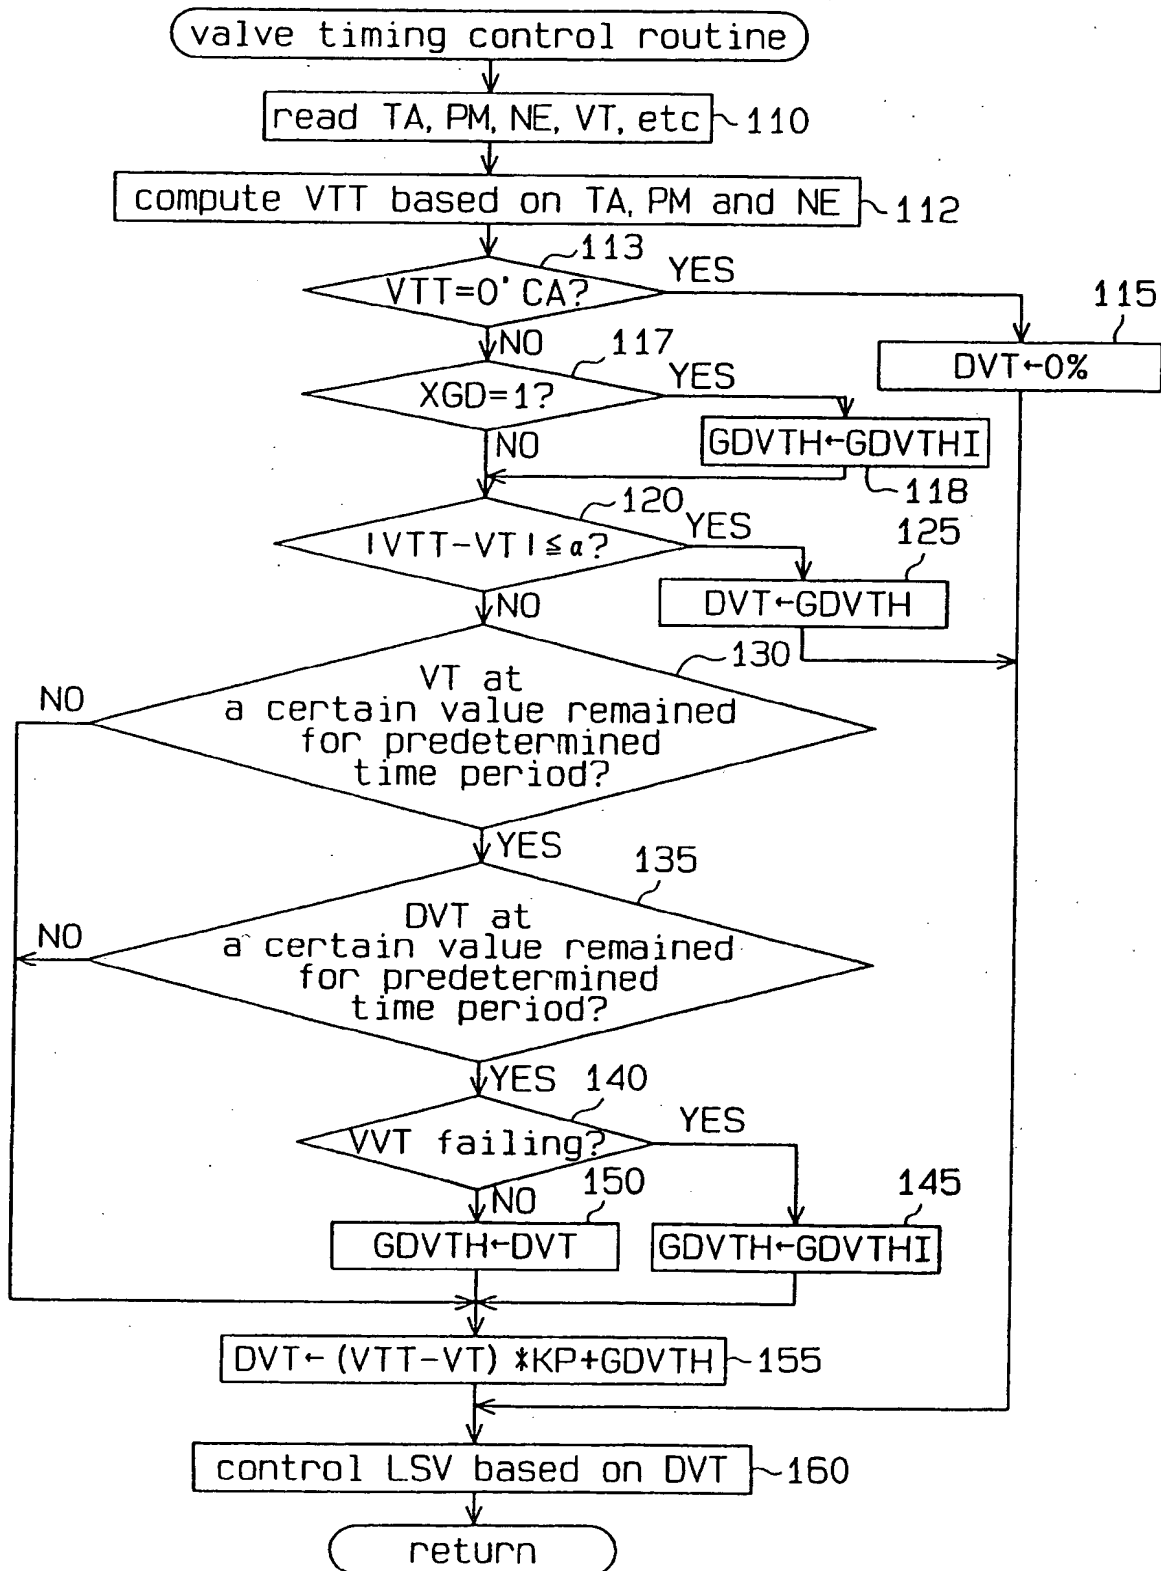 valve timing control routine
read TA, PM, NE, VT, etc
110
compute VTT based on TA, PM and NE
112
113
VTT=0°CA?
YES
NO
115
DVT←0%
117
XGD=1?
YES
NO
GDVTH←GDVTHI
118
120
|VTT-VT|≦α?
YES
NO
125
DVT←GDVTH
130
VT at
a certain value remained
for predetermined
time period?
NO
YES
135
DVT at
a certain value remained
for predetermined
time period?
NO
YES
140
VVT failing?
YES
NO
150
GDVTH←DVT
145
GDVTH←GDVTHI
DVT←(VTT-VT)*KP+GDVTH
155
control LSV based on DVT
160
return